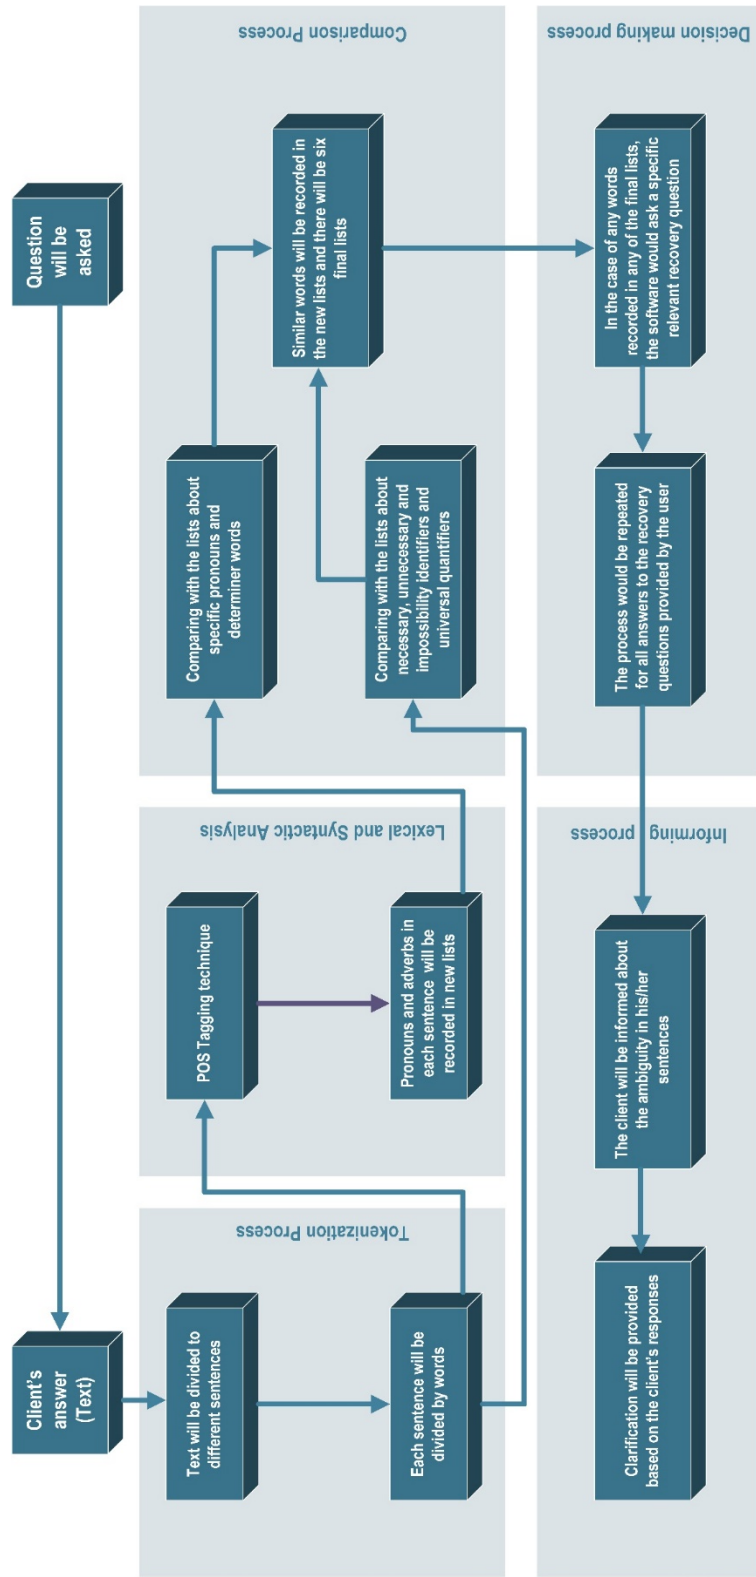 Question
will be
asked
Client's
answer
(Text)
Tokenization Process
Text will be divided to
different sentences
Each sentence will be
divided by words
Lexical and Syntactic Analysis
POS Tagging technique
Pronouns and adverbs in
each sentence will be
recorded in new lists
Comparison Process
Comparing with the lists about
specific pronouns and
determiner words
Comparing with the lists about
necessary, unnecessary and
impossibility identifiers and
universal quantifiers
Similar words will be recorded in
the new lists and there will be six
final lists
Decision making process
In the case of any words
recorded in any of the final lists,
the software would ask a specific
relevant recovery question
The process would be repeated
for all answers to the recovery
questions provided by the user
Informing process
The client will be informed about
the ambiguity in his/her
sentences
Clarification will be provided
based on the client's responses